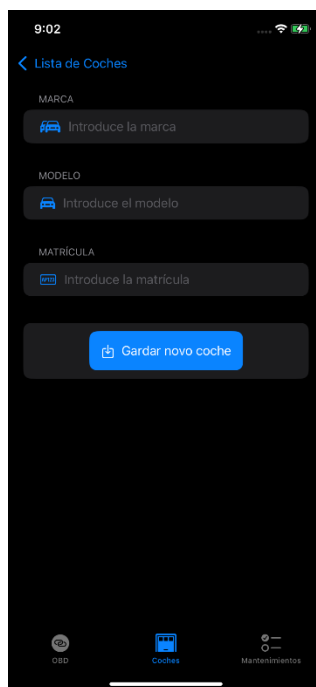 9:02
Lista de Coches
MARCA
Introduce la marca
MODELO
Introduce el modelo
MATRÍCULA
Introduce la matrícula
Gardar novo coche
OBD
Coches
Mantenimientos